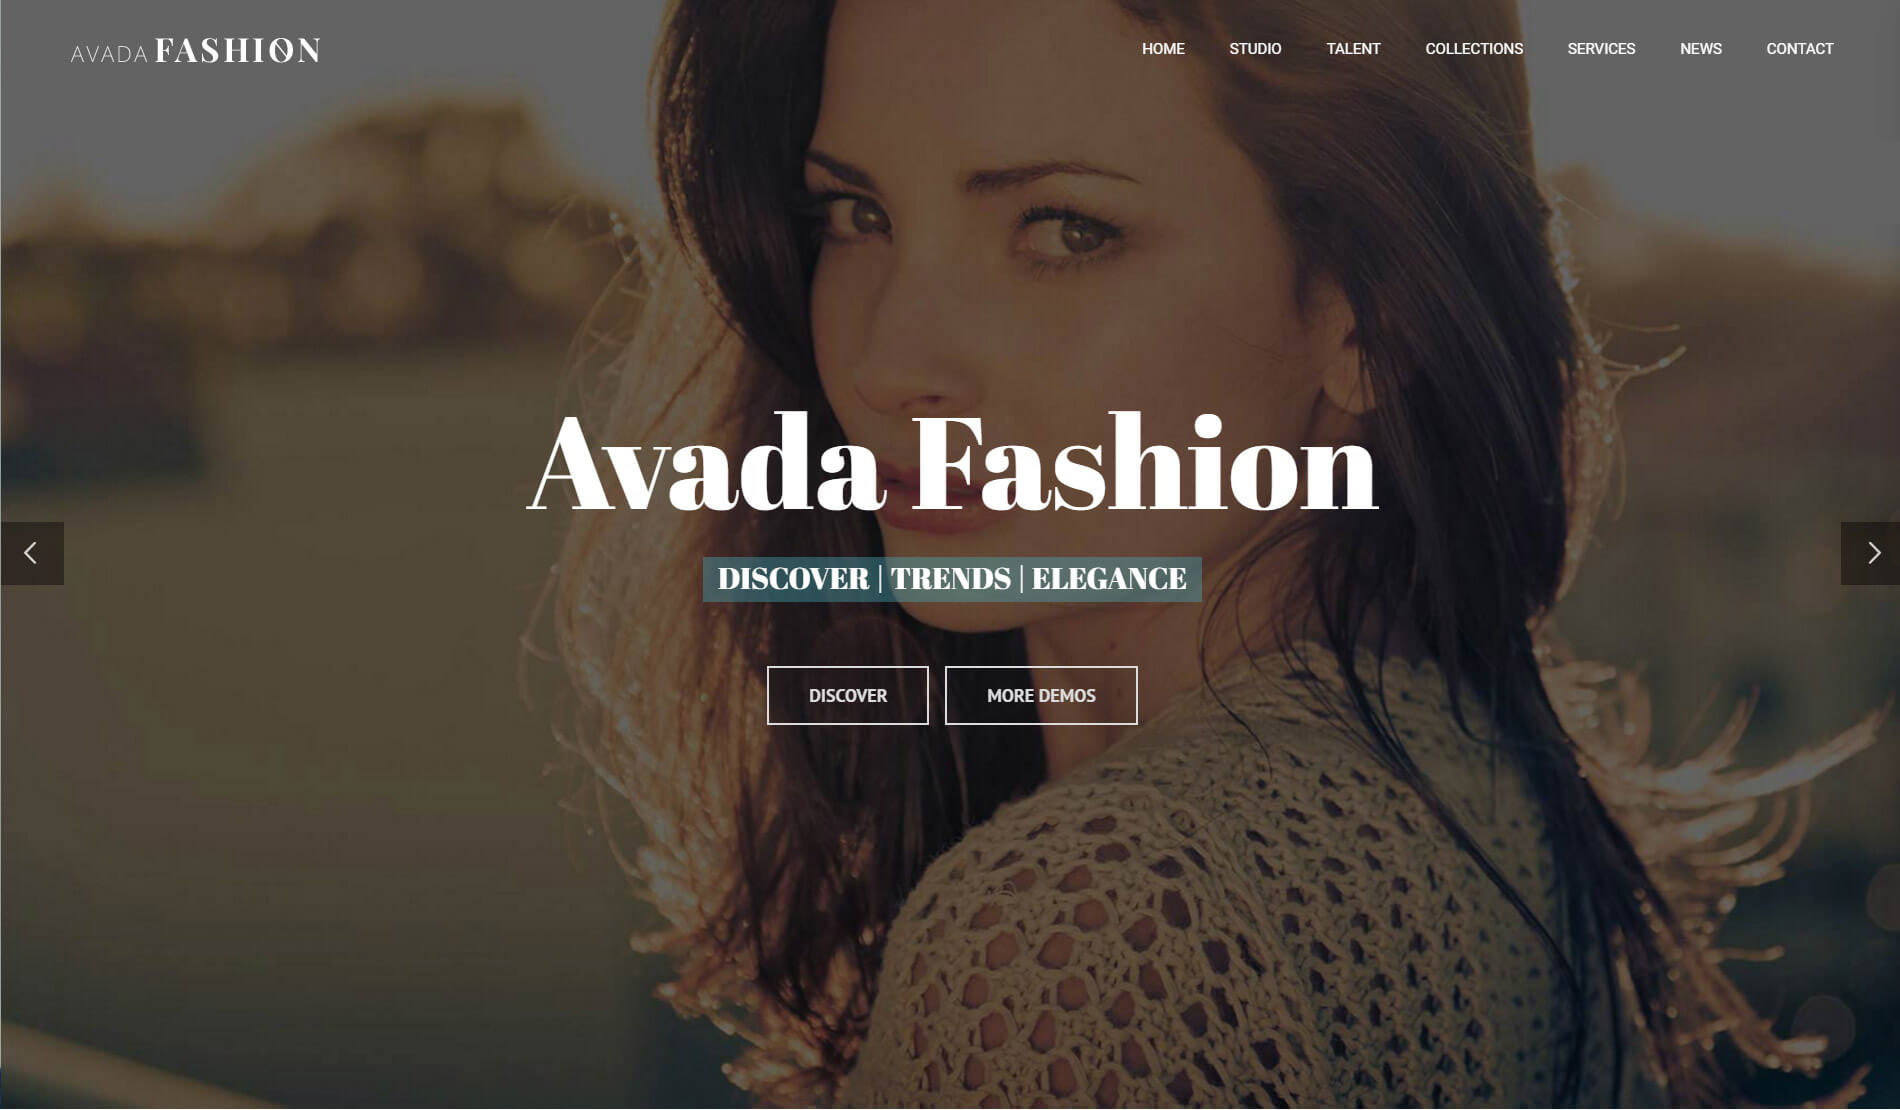 AVADA FASHION
HOME STUDIO TALENT COLLECTIONS SERVICES NEWS CONTACT
Avada Fashion
DISCOVER | TRENDS | ELEGANCE
DISCOVER MORE DEMOS